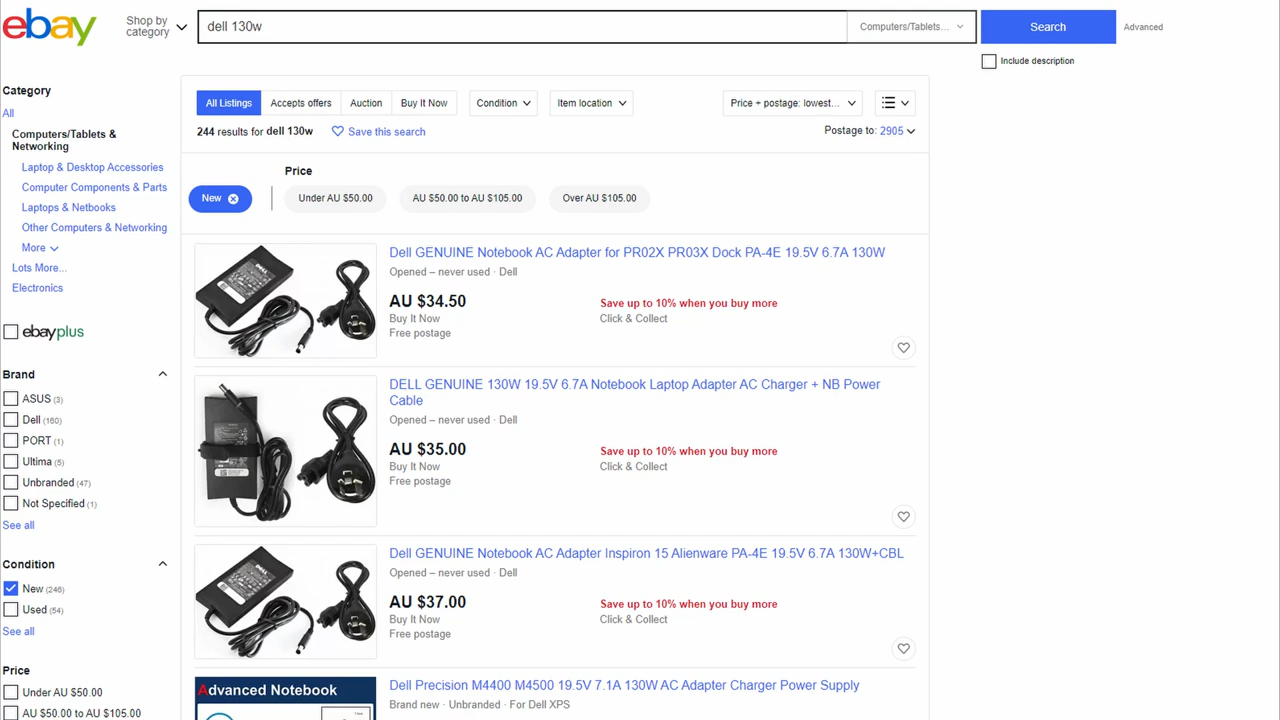 ebay
Shop by
category
dell 130w
Computers/Tablets...
Search
Advanced
Include description
Category
All
Computers/Tablets &
Networking
Laptop & Desktop Accessories
Computer Components & Parts
Laptops & Netbooks
Other Computers & Networking
More
Lots More...
Electronics
ebayplus
Brand
ASUS (3)
Dell (160)
PORT (1)
Ultima (5)
Unbranded (47)
Not Specified (1)
See all
Condition
New (246)
Used (54)
See all
Price
Under AU $50.00
AU $50.00 to AU $105.00
All Listings
Accepts offers
Auction
Buy It Now
Condition
Item location
Price + postage: lowest...
244 results for dell 130w
Save this search
Postage to: 2905
Price
New
Under AU $50.00
AU $50.00 to AU $105.00
Over AU $105.00
Dell GENUINE Notebook AC Adapter for PR02X PR03X Dock PA-4E 19.5V 6.7A 130W
Opened – never used · Dell
AU $34.50
Buy It Now
Free postage
Save up to 10% when you buy more
Click & Collect
DELL GENUINE 130W 19.5V 6.7A Notebook Laptop Adapter AC Charger + NB Power
Cable
Opened – never used · Dell
AU $35.00
Buy It Now
Free postage
Save up to 10% when you buy more
Click & Collect
Dell GENUINE Notebook AC Adapter Inspiron 15 Alienware PA-4E 19.5V 6.7A 130W+CBL
Opened – never used · Dell
AU $37.00
Buy It Now
Free postage
Save up to 10% when you buy more
Click & Collect
Advanced Notebook
Dell Precision M4400 M4500 19.5V 7.1A 130W AC Adapter Charger Power Supply
Brand new · Unbranded · For Dell XPS